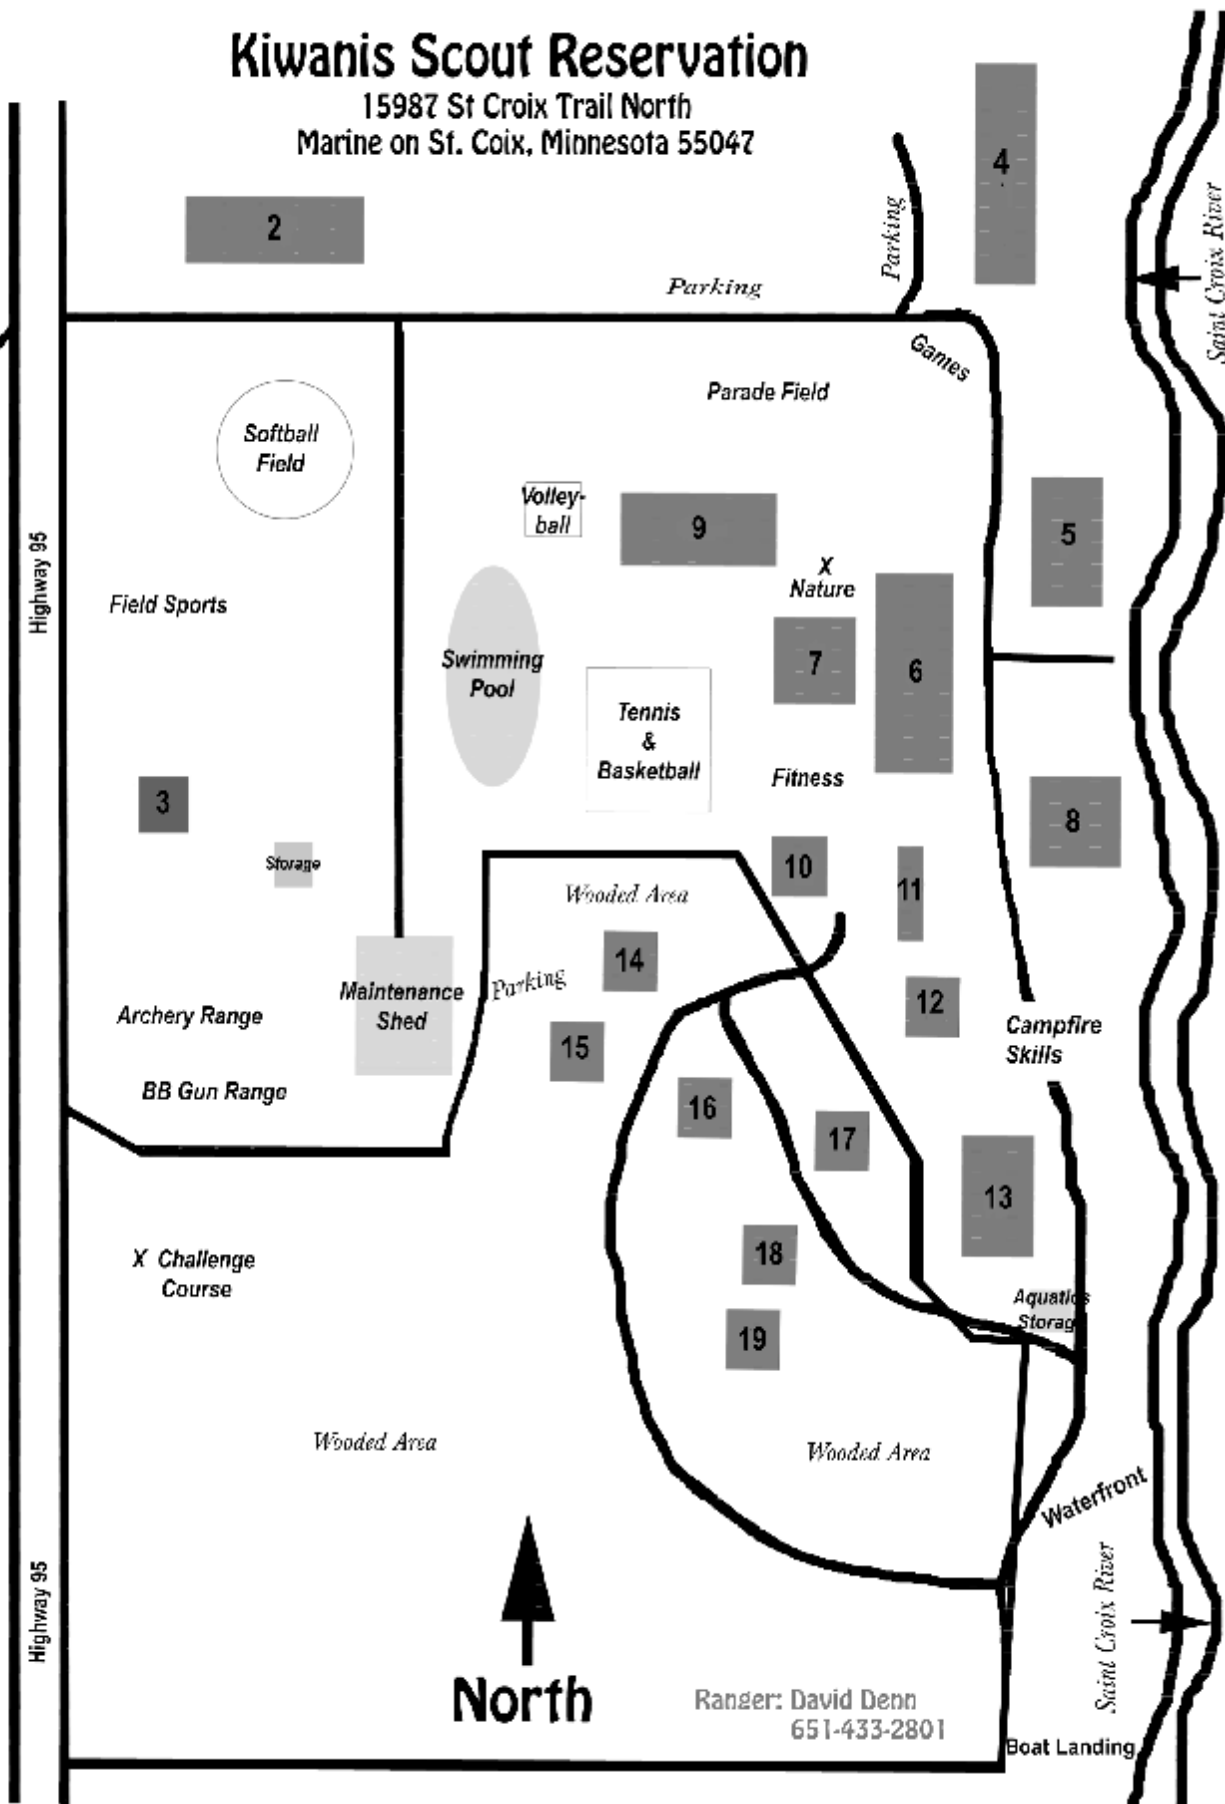 Kiwanis Scout Reservation
15987 St Croix Trail North
Marine on St. Coix, Minnesota 55047
4
2
Parking
Parking
Saint Croix River
Games
Parade Field
Softball
Field
Volley-
ball
9
5
Highway 95
X
Nature
Field Sports
7
6
Swimming
Pool
Tennis
&
Basketball
Fitness
3
8
Storage
10
11
Wooded Area
14
Parking
Maintenance
Shed
12
Archery Range
Campfire
Skills
15
BB Gun Range
16
17
13
X Challenge
Course
18
Aquatics
Storag
19
Wooded Area
Wooded Area
Waterfront
Highway 95
Saint Croix River
North
Ranger: David Denn
651-433-2801
Boat Landing